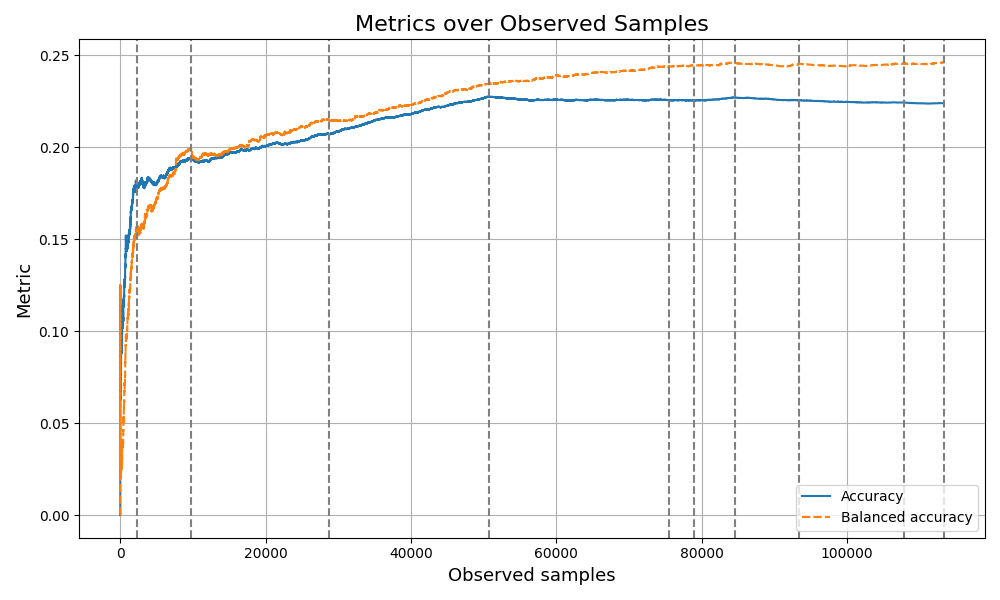 Metrics over Observed Samples
Metric
0.25
0.20
0.15
0.10
0.05
0.00
0 20000 40000 60000 80000 100000
Observed samples
Accuracy
Balanced accuracy